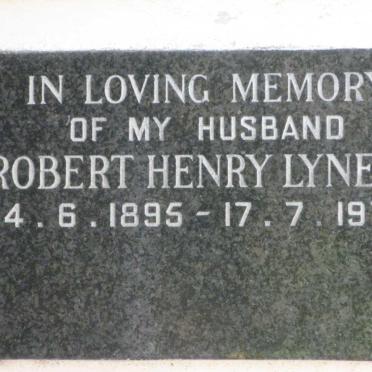 IN LOVING MEMORY
OF MY HUSBAND
ROBERT HENRY LYNE
4.6.1895-17.7.19